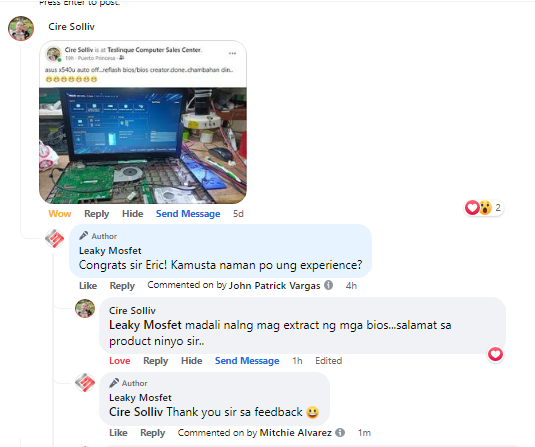 Press Enter to post.
Cire Solliv
Cire Solliv is at Teslinque Computer Sales Center.
19h · Puerto Princesa ·
asus x540u auto off...reflash bios/bios creator.done..chambahan din..
Wow Reply Hide Send Message 5d
2
Author
Leaky Mosfet
Congrats sir Eric! Kamusta naman po ung experience?
Like Reply Commented on by John Patrick Vargas 4h
Cire Solliv
Leaky Mosfet madali nalng mag extract ng mga bios...salamat sa
product ninyo sir..
Love Reply Hide Send Message 1h Edited
Author
Leaky Mosfet
Cire Solliv Thank you sir sa feedback
Like Reply Commented on by Mitchie Alvarez 1m